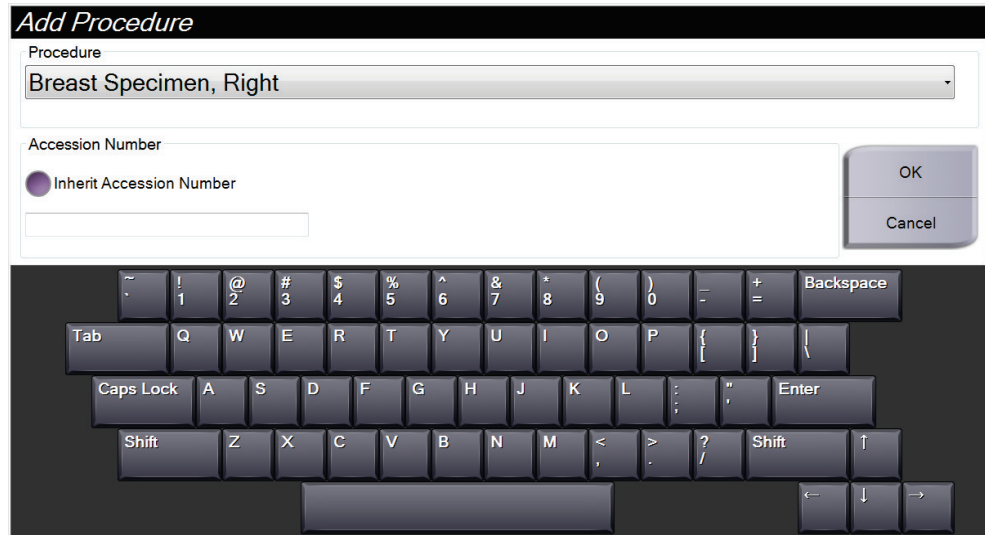 Add Procedure
Procedure
Breast Specimen, Right
Accession Number
Inherit Accession Number
OK
Cancel
~ ! @ # $ % ^ & * ( ) _ + Backspace
` 1 2 3 4 5 6 7 8 9 0 - =
Tab Q W E R T Y U I O P { } |
[ ] \
Caps Lock A S D F G H J K L : " Enter
; '
Shift Z X C V B N M < > ? Shift ↑
, . /
← ↓ →